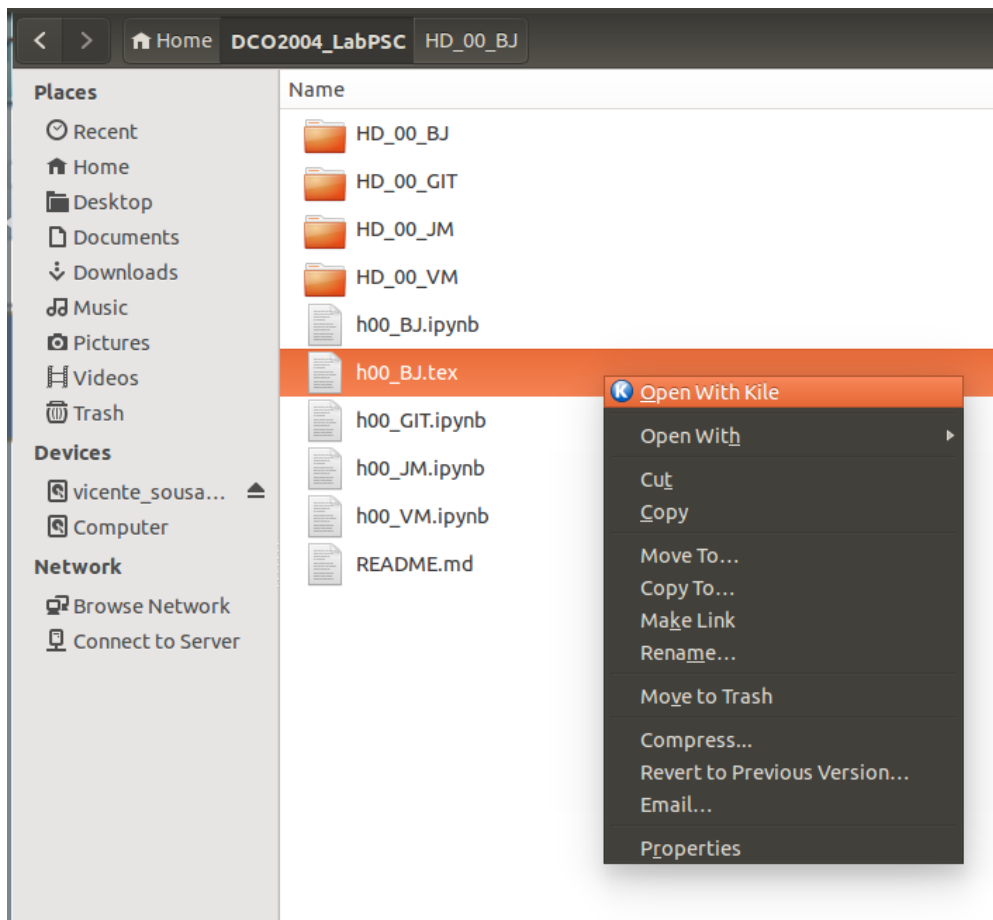 Home DCO2004_LabPSC HD_00_BJ
Places
Recent
Home
Desktop
Documents
Downloads
Music
Pictures
Videos
Trash
Devices
vicente_sousa...
Computer
Network
Browse Network
Connect to Server
Name
HD_00_BJ
HD_00_GIT
HD_00_JM
HD_00_VM
h00_BJ.ipynb
h00_BJ.tex
h00_GIT.ipynb
h00_JM.ipynb
h00_VM.ipynb
README.md
Open With Kile
Open With
Cut
Copy
Move To...
Copy To...
Make Link
Rename...
Move to Trash
Compress...
Revert to Previous Version...
Email...
Properties